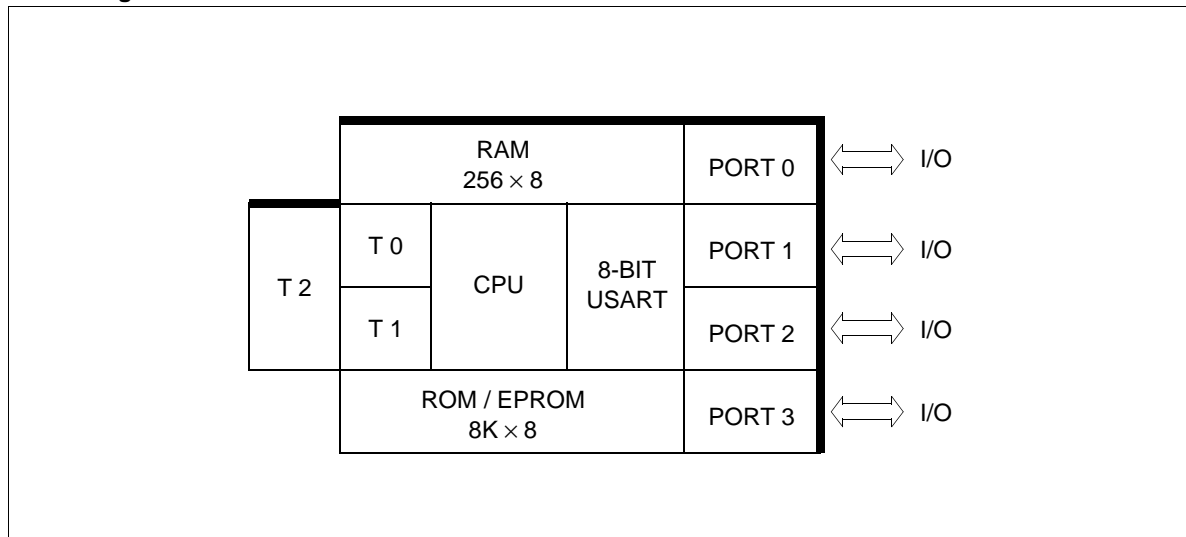 RAM
256 × 8
PORT 0
I/O
T 2
T 0
T 1
CPU
8-BIT
USART
PORT 1
I/O
PORT 2
I/O
ROM / EPROM
8K × 8
PORT 3
I/O